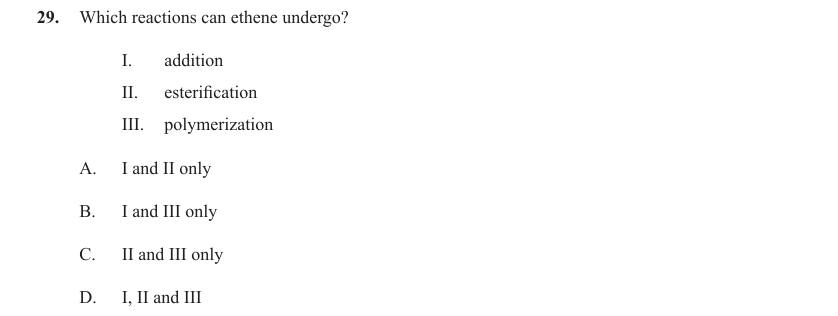 29. Which reactions can ethene undergo?
I. addition
II. esterification
III. polymerization
A. I and II only
B. I and III only
C. II and III only
D. I, II and III